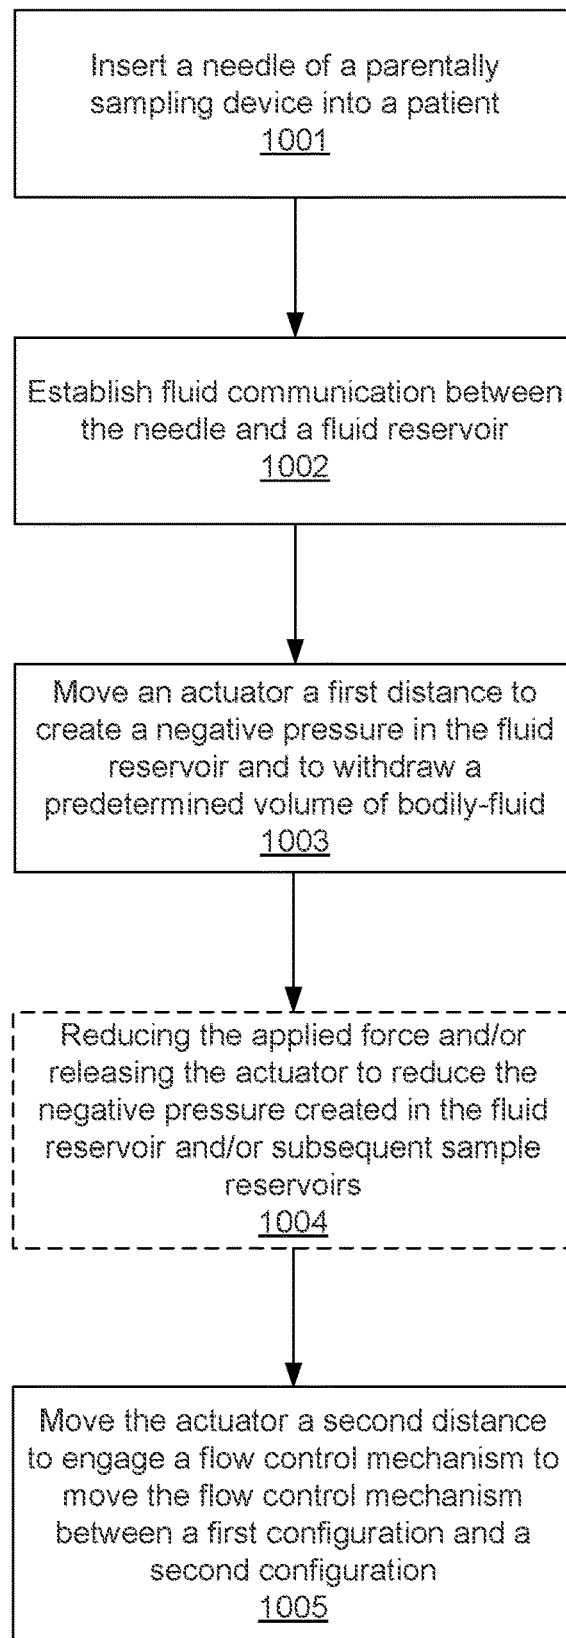 Insert a needle of a parentally
sampling device into a patient
1001
Establish fluid communication between
the needle and a fluid reservoir
1002
Move an actuator a first distance to
create a negative pressure in the fluid
reservoir and to withdraw a
predetermined volume of bodily-fluid
1003
Reducing the applied force and/or
releasing the actuator to reduce the
negative pressure created in the fluid
reservoir and/or subsequent sample
reservoirs
1004
Move the actuator a second distance
to engage a flow control mechanism to
move the flow control mechanism
between a first configuration and a
second configuration
1005